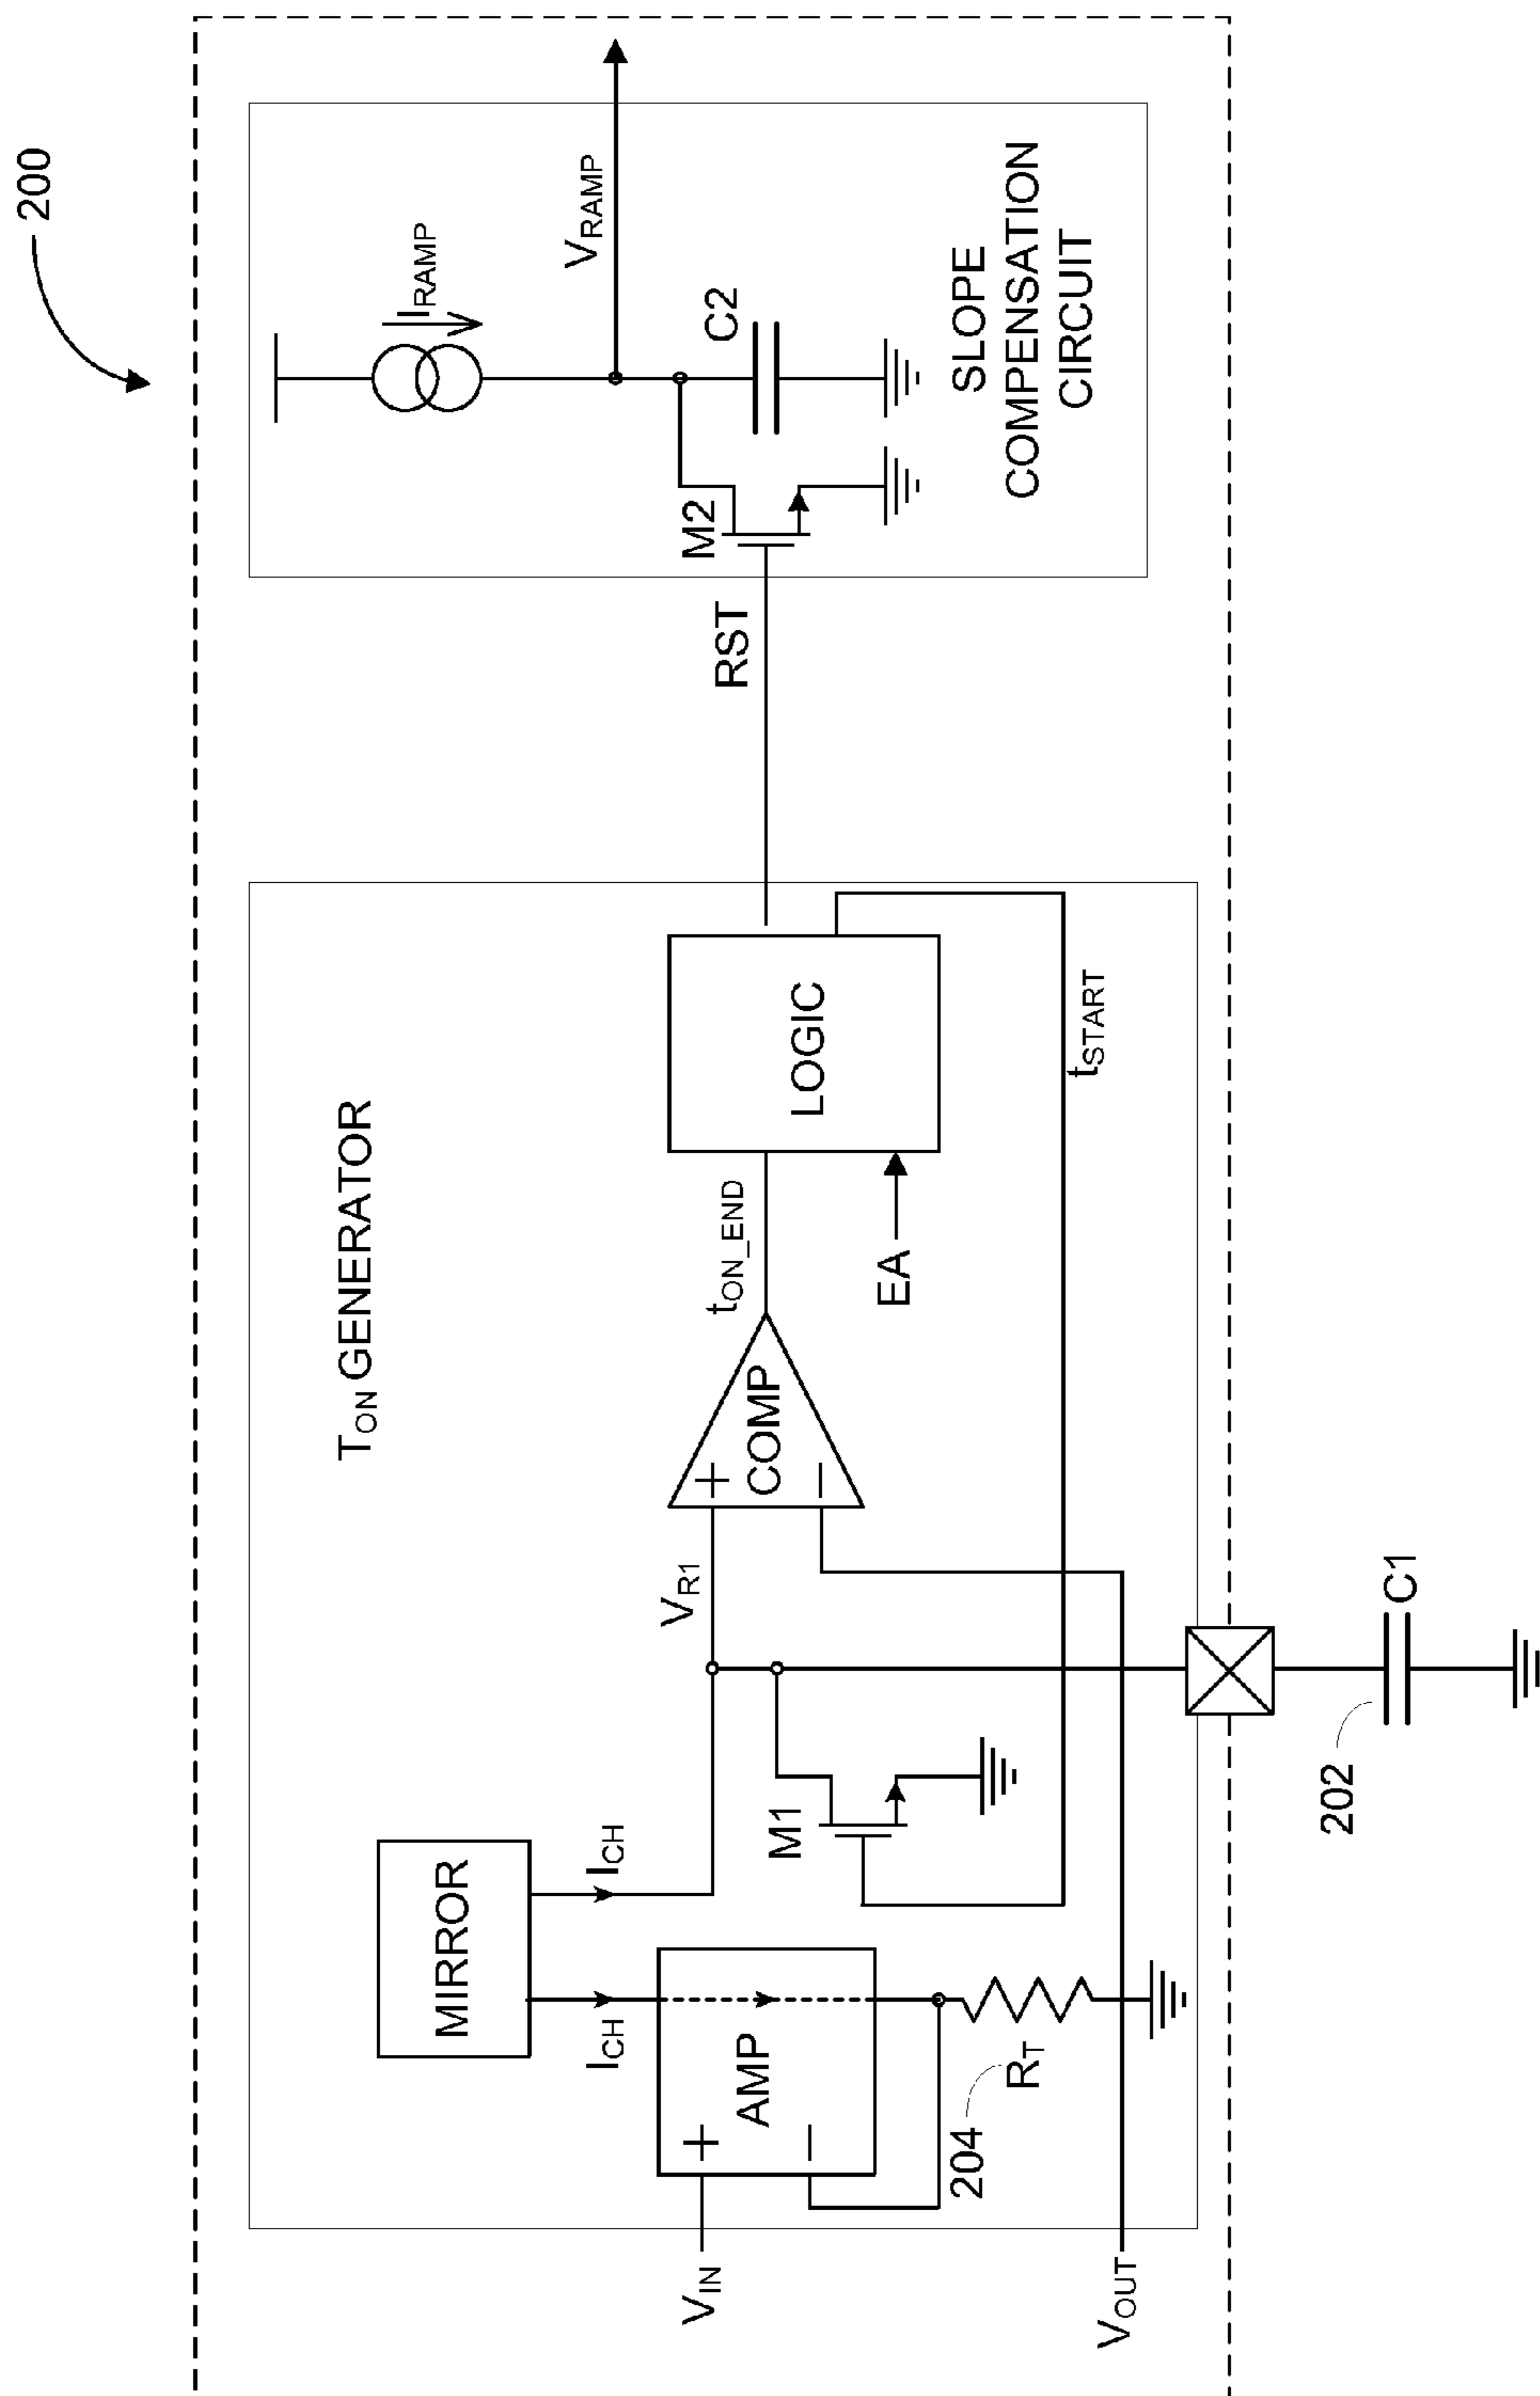 200
T_ON GENERATOR
MIRROR
I_CH
I_CH
V_IN
+
−
AMP
204
R_T
V_OUT
M1
V_R1
+
−
COMP
202
C1
t_ON_END
EA
LOGIC
t_START
RST
I_RAMP
V_RAMP
M2
C2
SLOPE
COMPENSATION
CIRCUIT